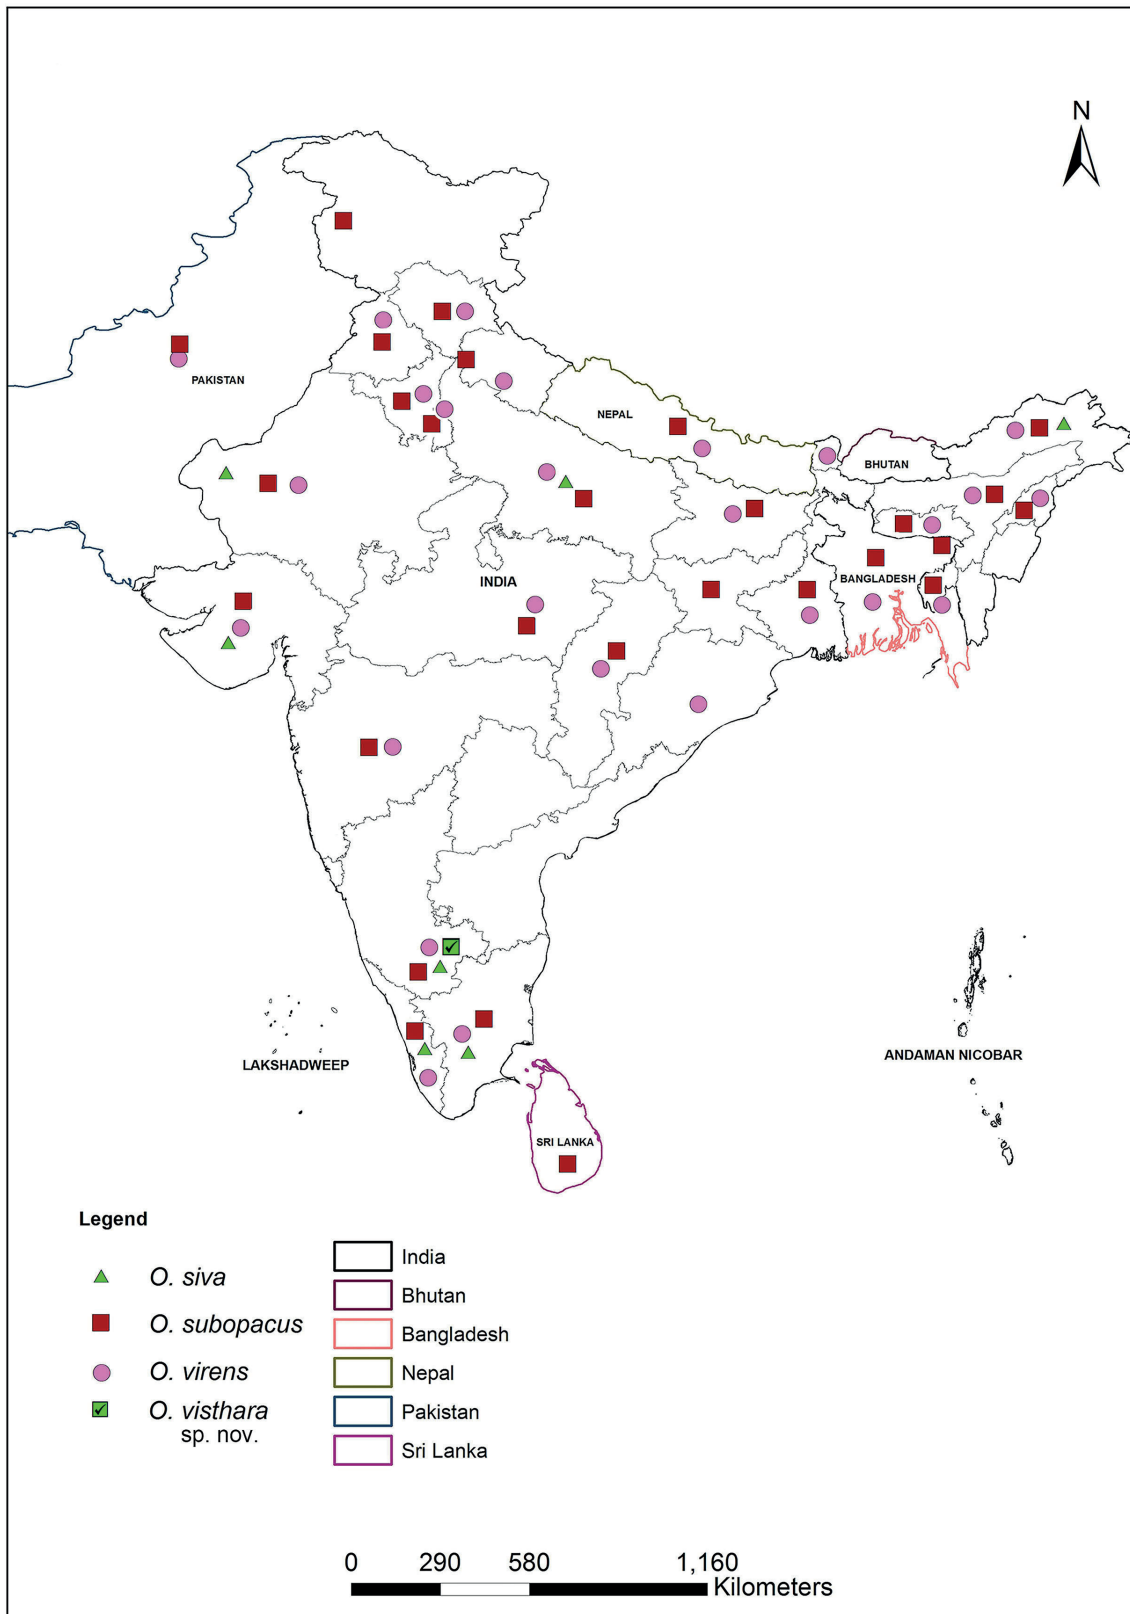 N
PAKISTAN
NEPAL
BHUTAN
INDIA
BANGLADESH
LAKSHADWEEP
ANDAMAN NICOBAR
SRI LANKA
Legend
O. siva
O. subopacus
O. virens
O. visthara
sp. nov.
India
Bhutan
Bangladesh
Nepal
Pakistan
Sri Lanka
0 290 580 1,160
Kilometers